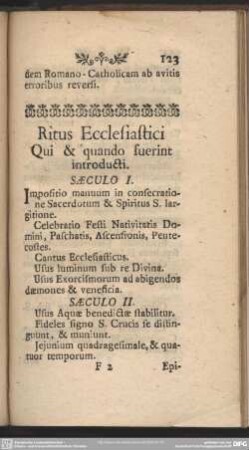 123
dem Romano-Catholicam ab avitis
erroribus reversi.
Ritus Ecclesiastici
Qui & quando fuerint
introducti.
SÆCULO I.
Impositio manuum in consecratio-
ne Sacerdotum & Spiritus S. lar-
gitione.
Celebratio Festi Nativitatis Do-
mini, Paschatis, Ascensionis, Pente-
costes.
Cantus Ecclesiasticus.
Usus luminum sub re Divina.
Usus Exorcismorum ad abigendos
dæmones & veneficia.
SÆCULO II.
Usus Aquæ benedictæ stabilitur.
Fideles signo S. Crucis se distin-
guunt, & muniunt.
Jejunium quadragesimale, & qua-
tuor temporum.
F 2 Epi-